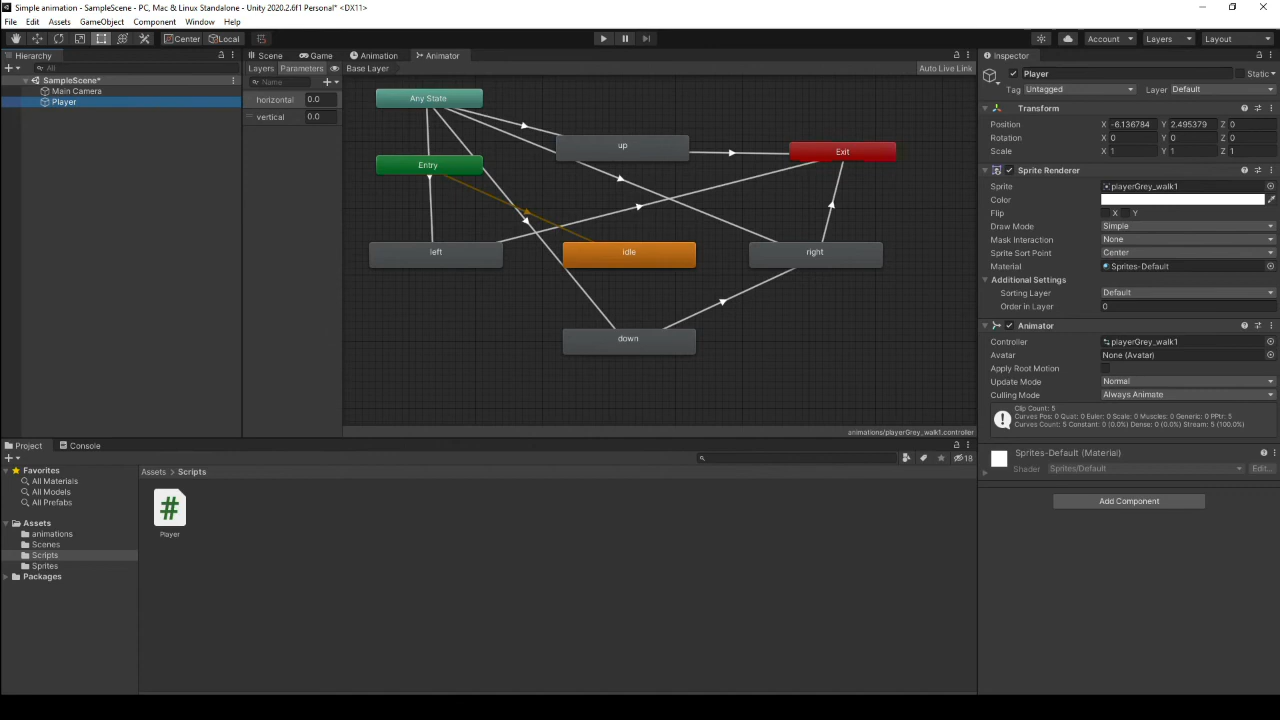 Simple animation - SampleScene - PC, Mac & Linux Standalone - Unity 2020.2.6f1 Personal* <DX11>
File Edit Assets GameObject Component Window Help
Center Local Account Layers Layout
Hierarchy
All
SampleScene*
Main Camera
Player
Scene Game Animation Animator
Layers Parameters Base Layer Auto Live Link
Name
horizontal 0.0
vertical 0.0
Any State
up
Exit
Entry
left
idle
right
down
animations/playerGrey_walk1.controller
Inspector
Player Static
Tag Untagged Layer Default
Transform
Position X -6.136784 Y 2.495379 Z 0
Rotation X 0 Y 0 Z 0
Scale X 1 Y 1 Z 1
Sprite Renderer
Sprite playerGrey_walk1
Color
Flip X Y
Draw Mode Simple
Mask Interaction None
Sprite Sort Point Center
Material Sprites-Default
Additional Settings
Sorting Layer Default
Order in Layer 0
Animator
Controller playerGrey_walk1
Avatar None (Avatar)
Apply Root Motion
Update Mode Normal
Culling Mode Always Animate
Clip Count: 5
Curves Pos: 0 Quat: 0 Euler: 0 Scale: 0 Muscles: 0 Generic: 0 PPtr: 5
Curves Count: 5 Constant: 0 (0.0%) Dense: 0 (0.0%) Stream: 5 (100.0%)
Sprites-Default (Material)
Shader Sprites/Default Edit...
Add Component
Project Console
18
Favorites
All Materials
All Models
All Prefabs
Assets
animations
Scenes
Scripts
Sprites
Packages
Assets > Scripts
#
Player